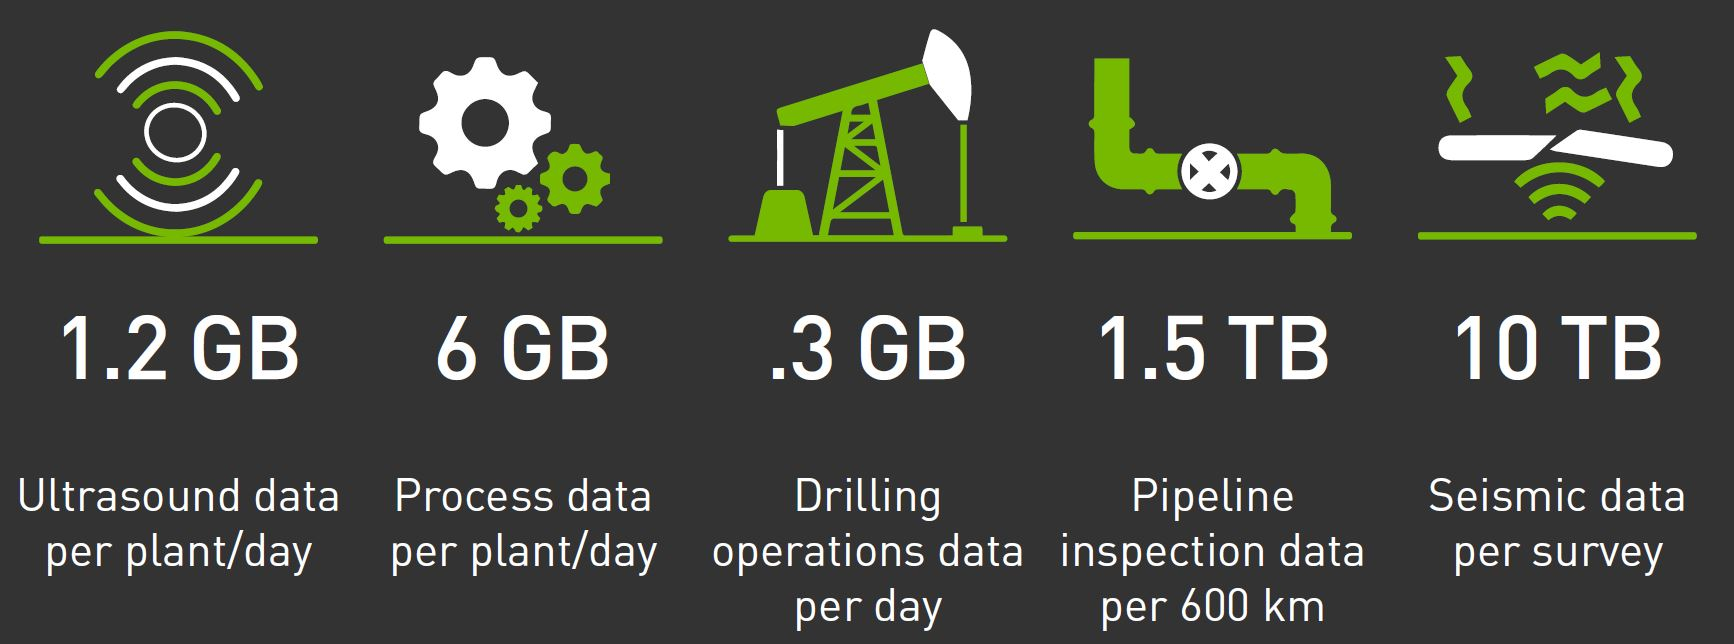 1.2 GB
Ultrasound data
per plant/day
6 GB
Process data
per plant/day
.3 GB
Drilling
operations data
per day
1.5 TB
Pipeline
inspection data
per 600 km
10 TB
Seismic data
per survey